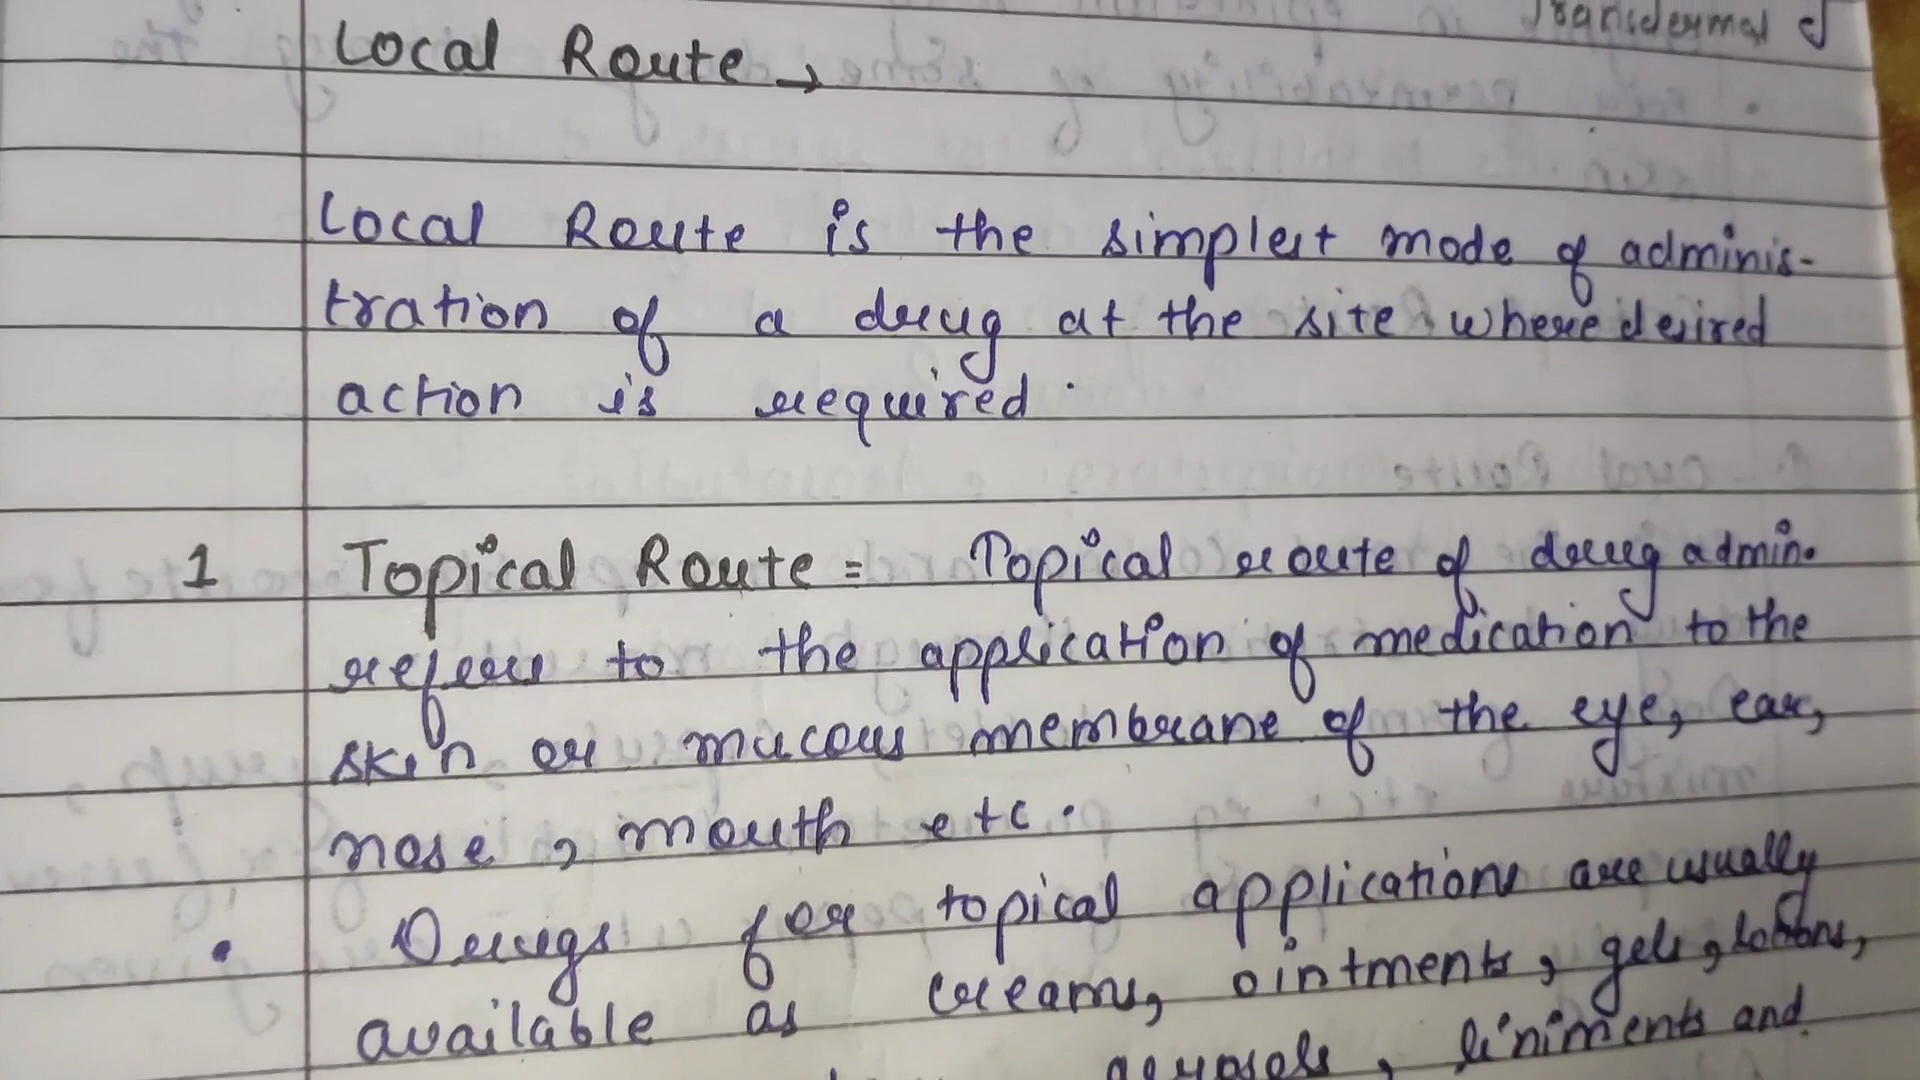 Transdermal
Local Route →
Local Route is the simplest mode of adminis-
tration of a drug at the site where desired
action is required.
1 Topical Route = Topical route of drug admin.
refers to the application of medication to the
skin or mucous membrane of the eye, ear,
nose, mouth etc.
• Drugs for topical applications are usually
available as creams, ointments, gels, lotions,
aerosols, liniments and